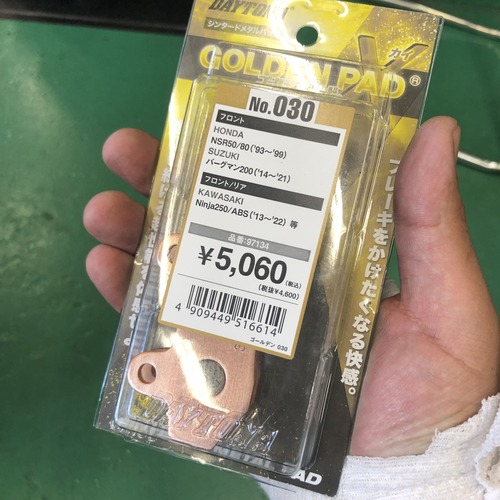 DAYTONA
シンタードメタルパ
GOLDEN PAD®
カイ
No.030
フロント
HONDA
NSR50/80('93~'99)
SUZUKI
バーグマン200('14~'21)
フロント/リア
KAWASAKI
Ninja250/ABS('13~'22) 等
品番:97134
¥5,060(税込)
(税抜¥4,600)
4 909449 516614
ゴールデン 030
ブレーキをかけたくなる快感。
DAYTONA
AD